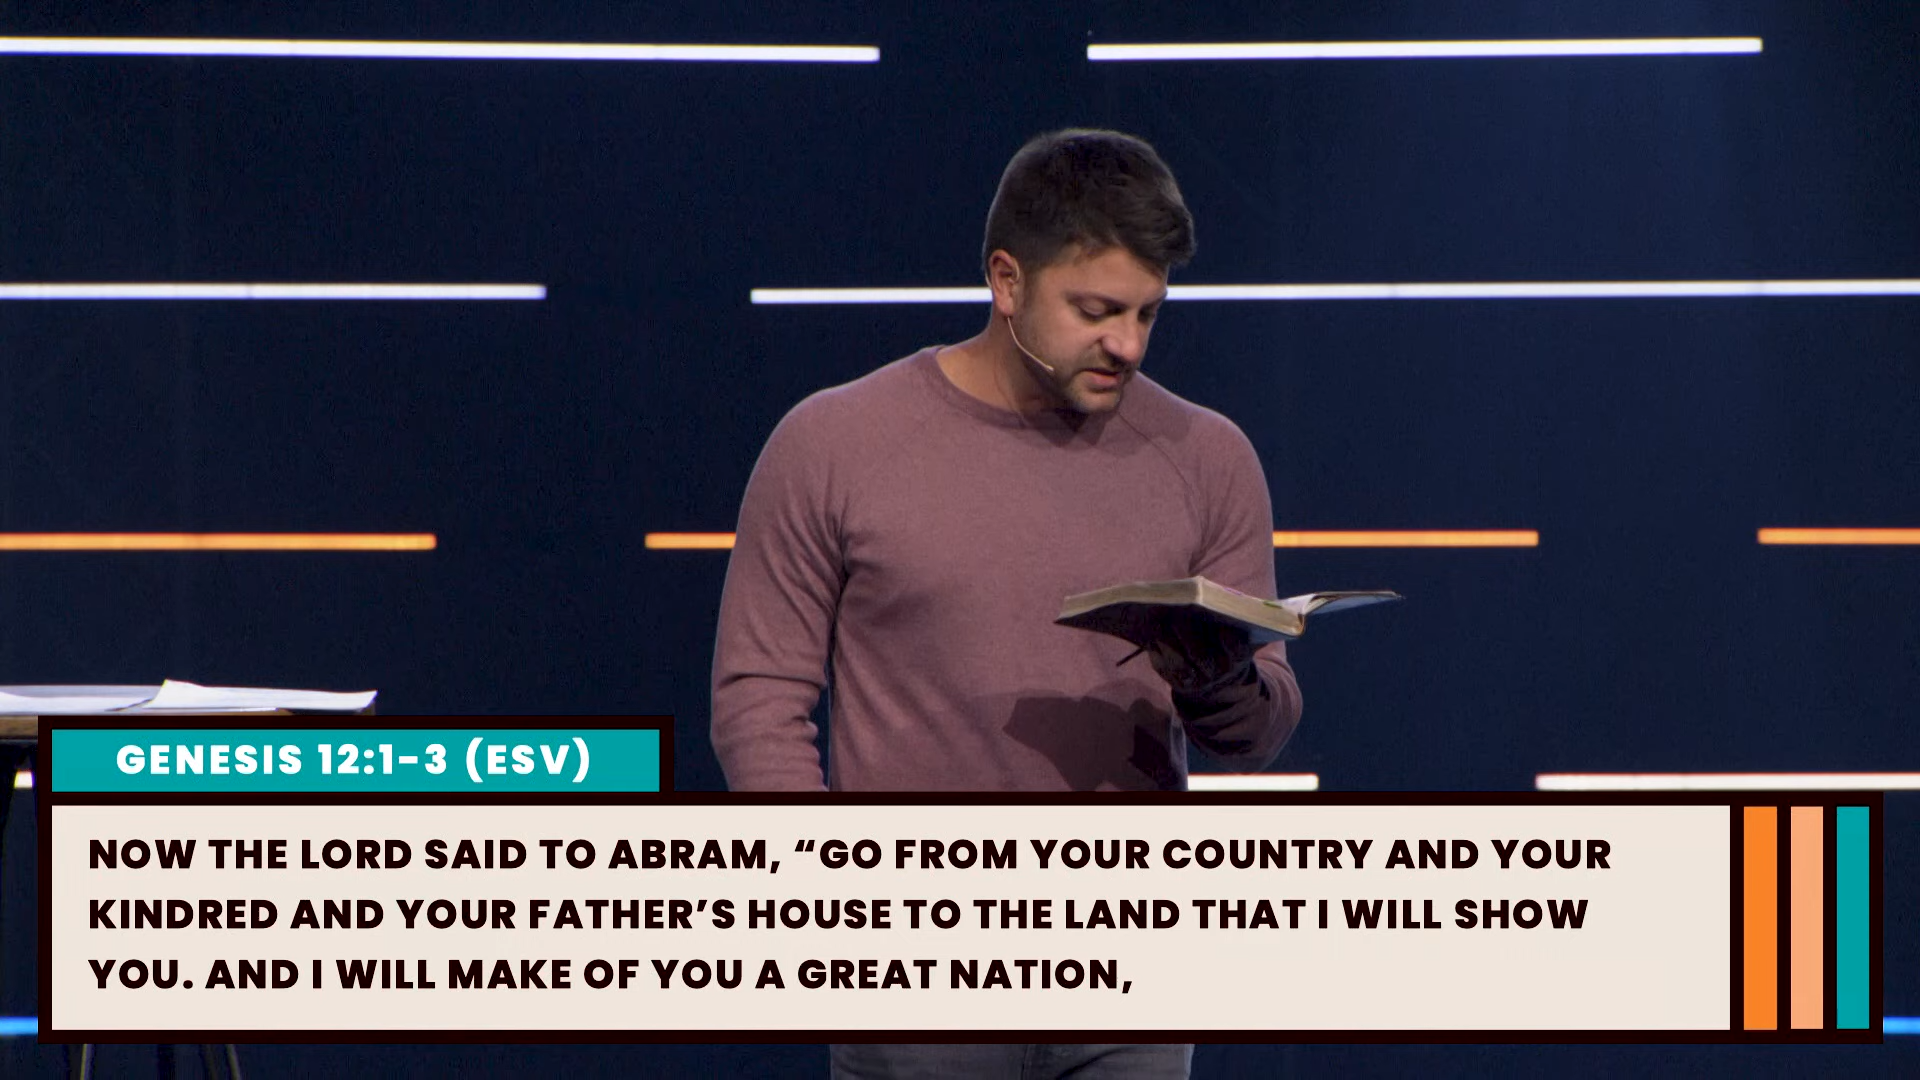 GENESIS 12:1-3 (ESV)
NOW THE LORD SAID TO ABRAM, “GO FROM YOUR COUNTRY AND YOUR
KINDRED AND YOUR FATHER’S HOUSE TO THE LAND THAT I WILL SHOW
YOU. AND I WILL MAKE OF YOU A GREAT NATION,